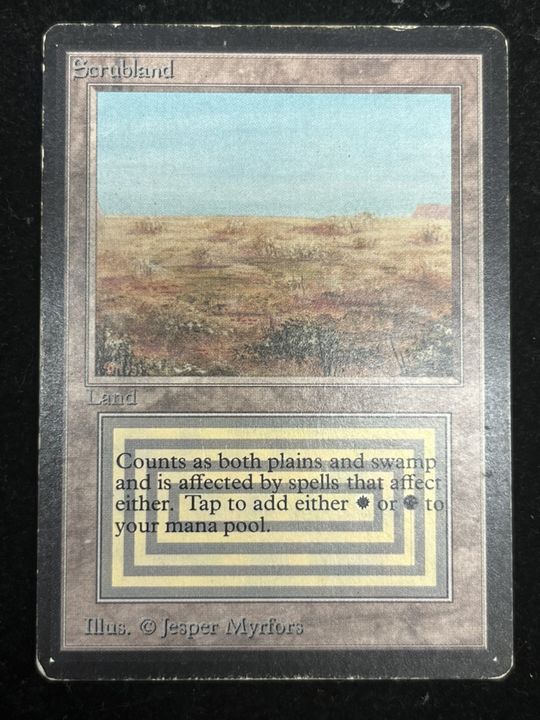 Scrubland
Land
Counts as both plains and swamp
and is affected by spells that affect
either. Tap to add either or to
your mana pool.
Illus. © Jesper Myrfors